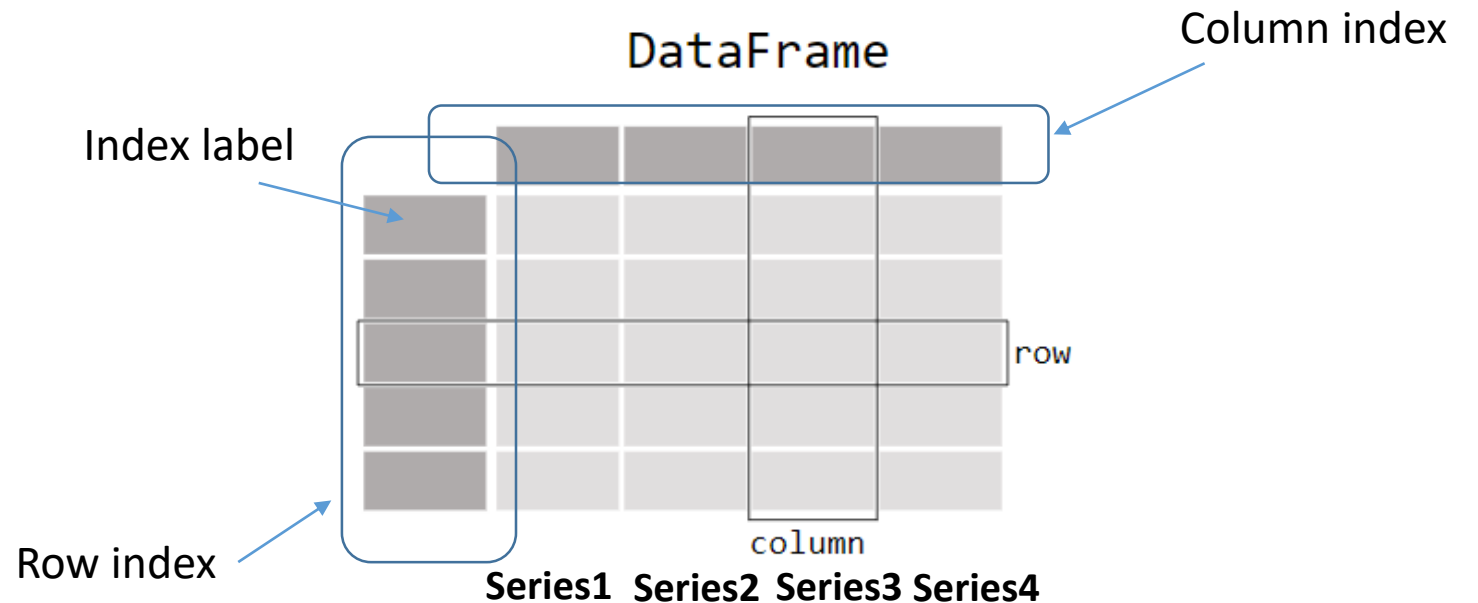 Column index
DataFrame
Index label
row
column
Row index
Series1 Series2 Series3 Series4